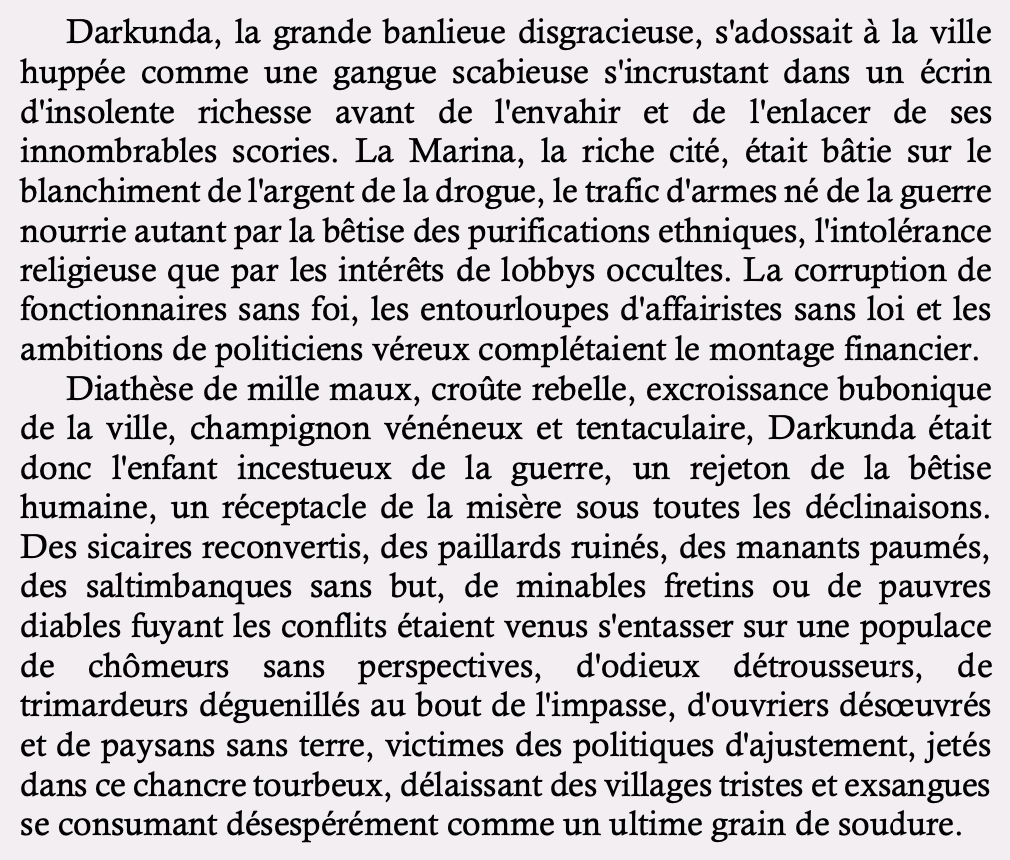 Darkunda, la grande banlieue disgracieuse, s'adossait à la ville
huppée comme une gangue scabieuse s'incrustant dans un écrin
d'insolente richesse avant de l'envahir et de l'enlacer de ses
innombrables scories. La Marina, la riche cité, était bâtie sur le
blanchiment de l'argent de la drogue, le trafic d'armes né de la guerre
nourrie autant par la bêtise des purifications ethniques, l'intolérance
religieuse que par les intérêts de lobbys occultes. La corruption de
fonctionnaires sans foi, les entourloupes d'affairistes sans loi et les
ambitions de politiciens véreux complétaient le montage financier.
Diathèse de mille maux, croûte rebelle, excroissance bubonique
de la ville, champignon vénéneux et tentaculaire, Darkunda était
donc l'enfant incestueux de la guerre, un rejeton de la bêtise
humaine, un réceptacle de la misère sous toutes les déclinaisons.
Des sicaires reconvertis, des paillards ruinés, des manants paumés,
des saltimbanques sans but, de minables fretins ou de pauvres
diables fuyant les conflits étaient venus s'entasser sur une populace
de chômeurs sans perspectives, d'odieux détrousseurs, de
trimardeurs déguenillés au bout de l'impasse, d'ouvriers désœuvrés
et de paysans sans terre, victimes des politiques d'ajustement, jetés
dans ce chancre tourbeux, délaissant des villages tristes et exsangues
se consumant désespérément comme un ultime grain de soudure.